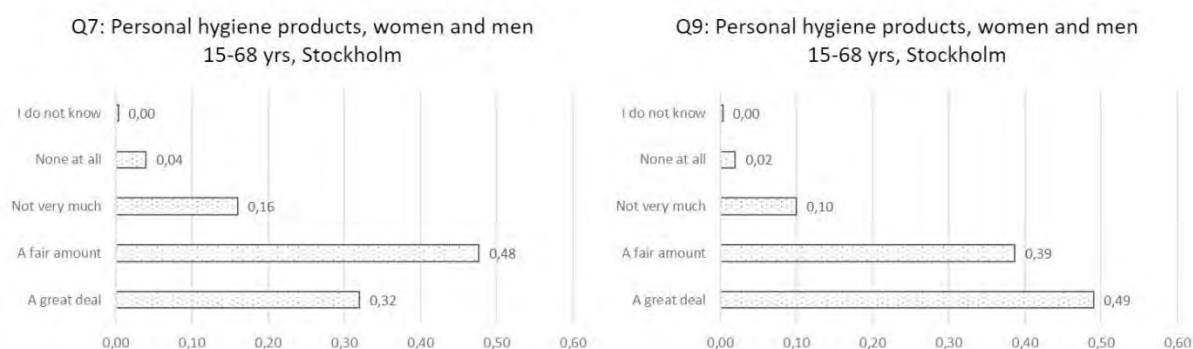 Q7: Personal hygiene products, women and men
15-68 yrs, Stockholm
I do not know
0,00
None at all
0,04
Not very much
0,16
A fair amount
0,48
A great deal
0,32
0,00 0,10 0,20 0,30 0,40 0,50 0,60
Q9: Personal hygiene products, women and men
15-68 yrs, Stockholm
I do not know
0,00
None at all
0,02
Not very much
0,10
A fair amount
0,39
A great deal
0,49
0,00 0,10 0,20 0,30 0,40 0,50 0,60